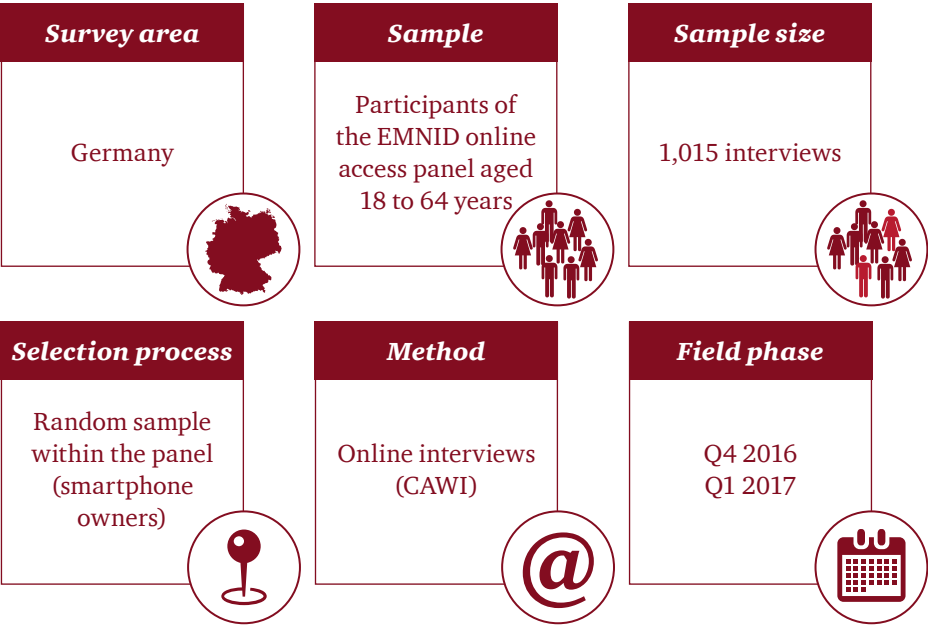 Survey area
Germany
Sample
Participants of
the EMNID online
access panel aged
18 to 64 years
Sample size
1,015 interviews
Selection process
Random sample
within the panel
(smartphone
owners)
Method
Online interviews
(CAWI)
@
Field phase
Q4 2016
Q1 2017